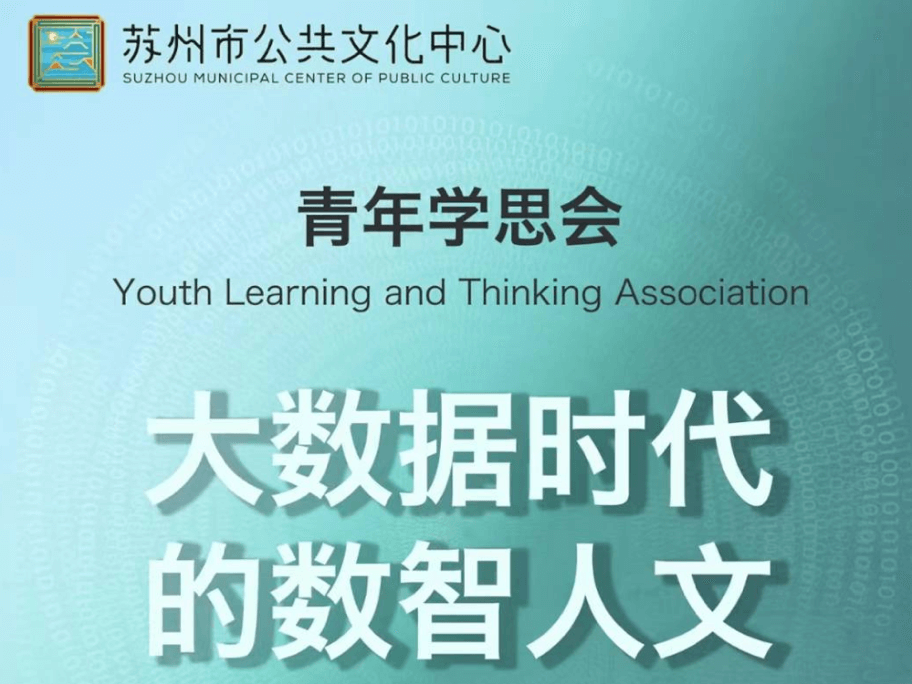 苏州市公共文化中心
SUZHOU MUNICIPAL CENTER OF PUBLIC CULTURE
青年学思会
Youth Learning and Thinking Association
大数据时代
的数智人文